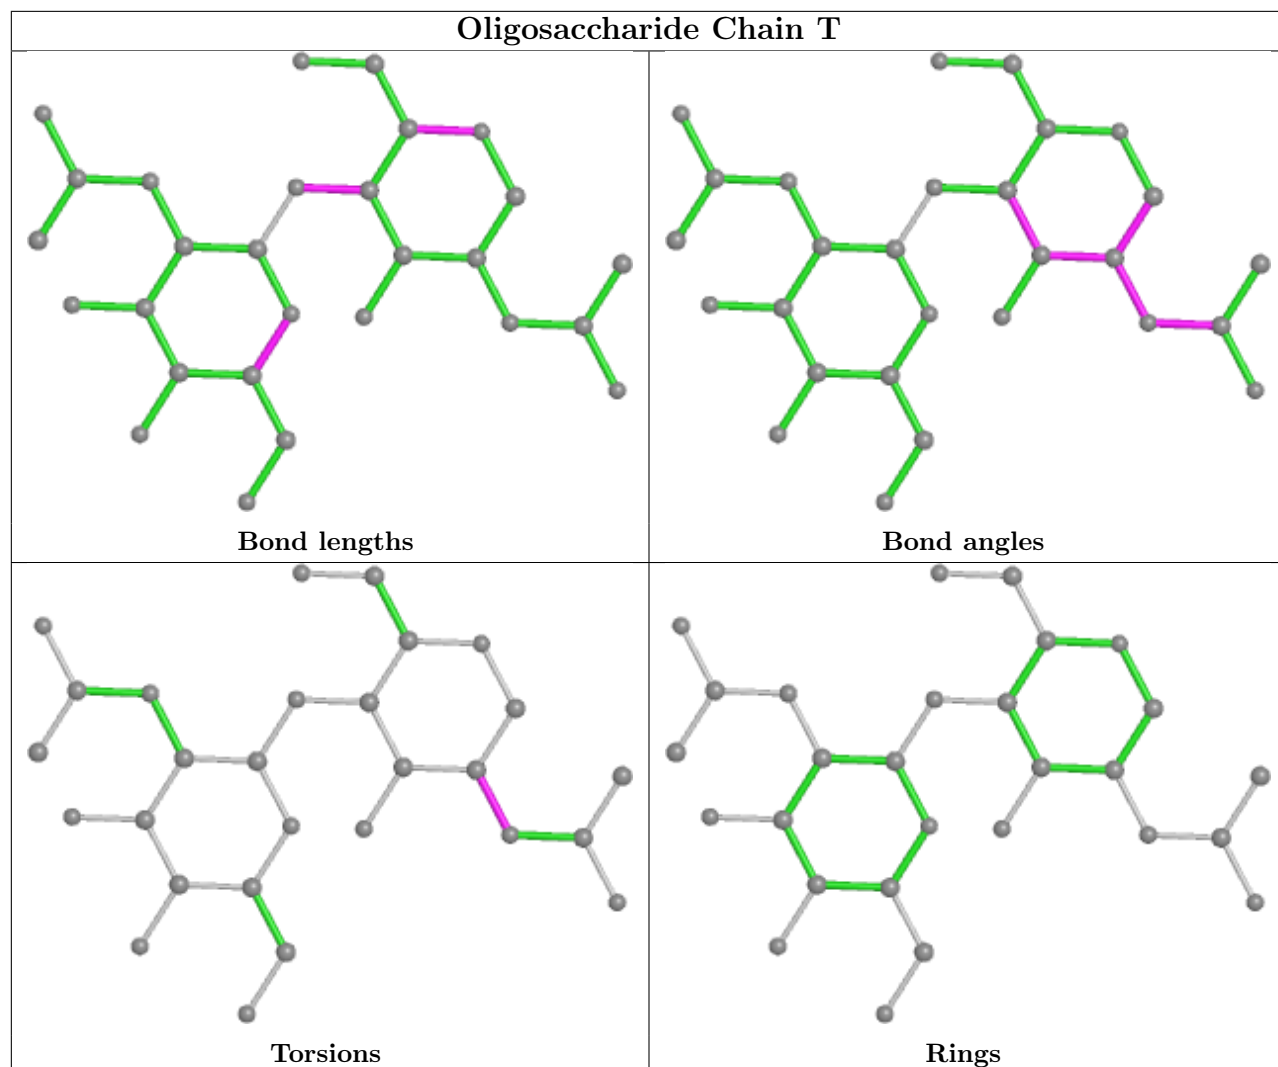 Oligosaccharide Chain T
Bond lengths
Bond angles
Torsions
Rings